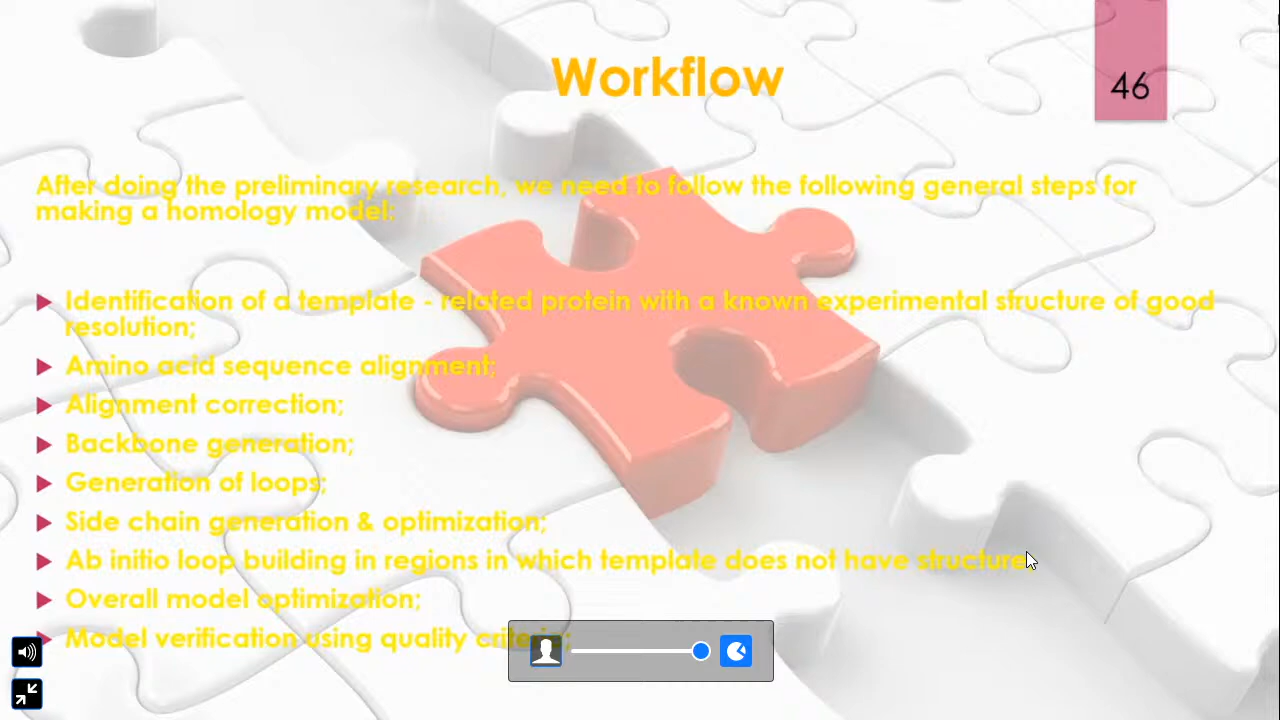 Workflow
46
After doing the preliminary research, we need to follow the following general steps for
making a homology model:
Identification of a template - related protein with a known experimental structure of good
resolution;
Amino acid sequence alignment;
Alignment correction;
Backbone generation;
Generation of loops;
Side chain generation & optimization;
Ab initio loop building in regions in which template does not have structure;
Overall model optimization;
Model verification using quality criteria;